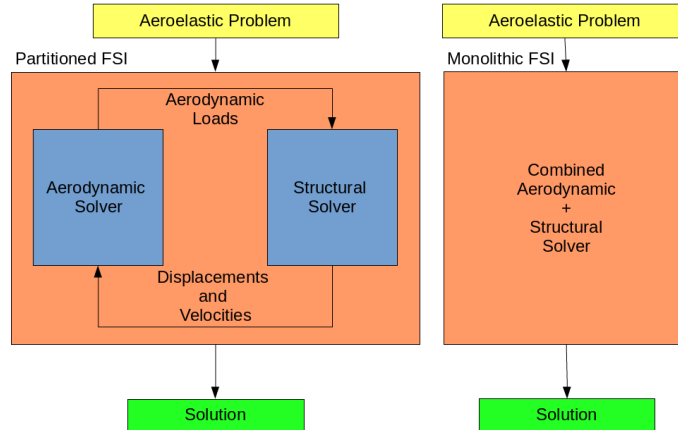 Aeroelastic Problem
Partitioned FSI
Aerodynamic
Loads
Aerodynamic
Solver
Structural
Solver
Displacements
and
Velocities
Solution
Aeroelastic Problem
Monolithic FSI
Combined
Aerodynamic
+
Structural
Solver
Solution